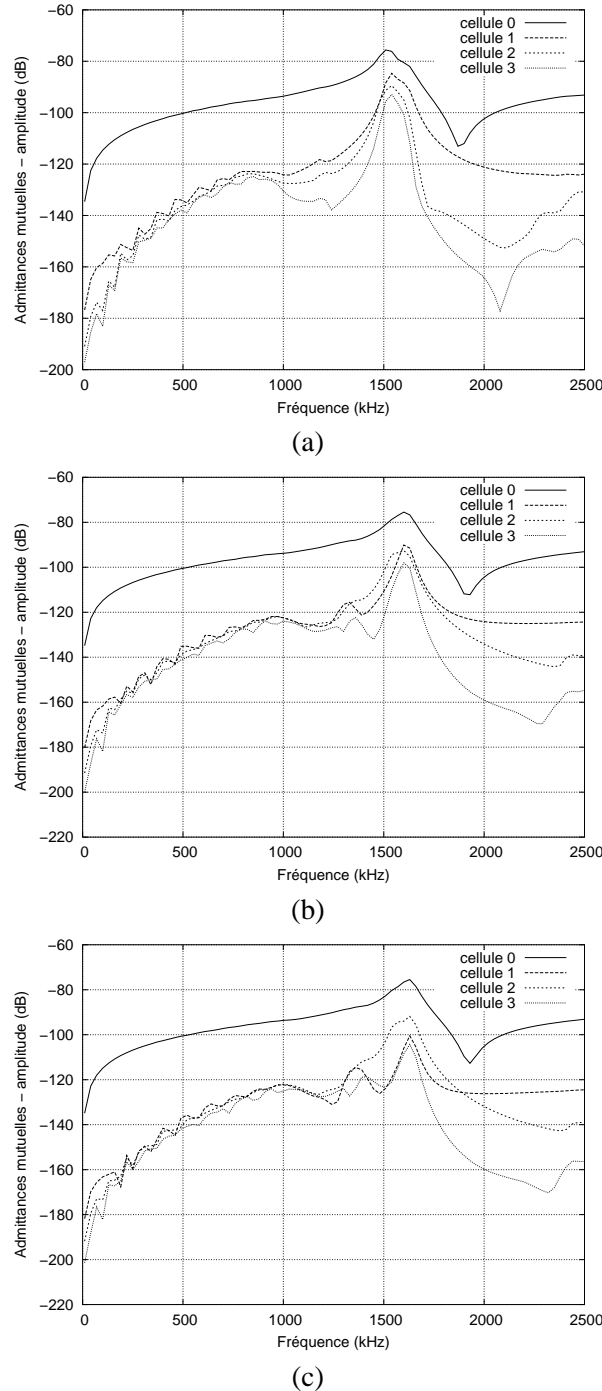 −60
−80
−100
−120
−140
−160
−180
−200
Admittances mutuelles − amplitude (dB)
cellule 0
cellule 1
cellule 2
cellule 3
0 500 1000 1500 2000 2500
Fréquence (kHz)
(a)
−60
−80
−100
−120
−140
−160
−180
−200
−220
Admittances mutuelles − amplitude (dB)
cellule 0
cellule 1
cellule 2
cellule 3
0 500 1000 1500 2000 2500
Fréquence (kHz)
(b)
−60
−80
−100
−120
−140
−160
−180
−200
−220
Admittances mutuelles − amplitude (dB)
cellule 0
cellule 1
cellule 2
cellule 3
0 500 1000 1500 2000 2500
Fréquence (kHz)
(c)